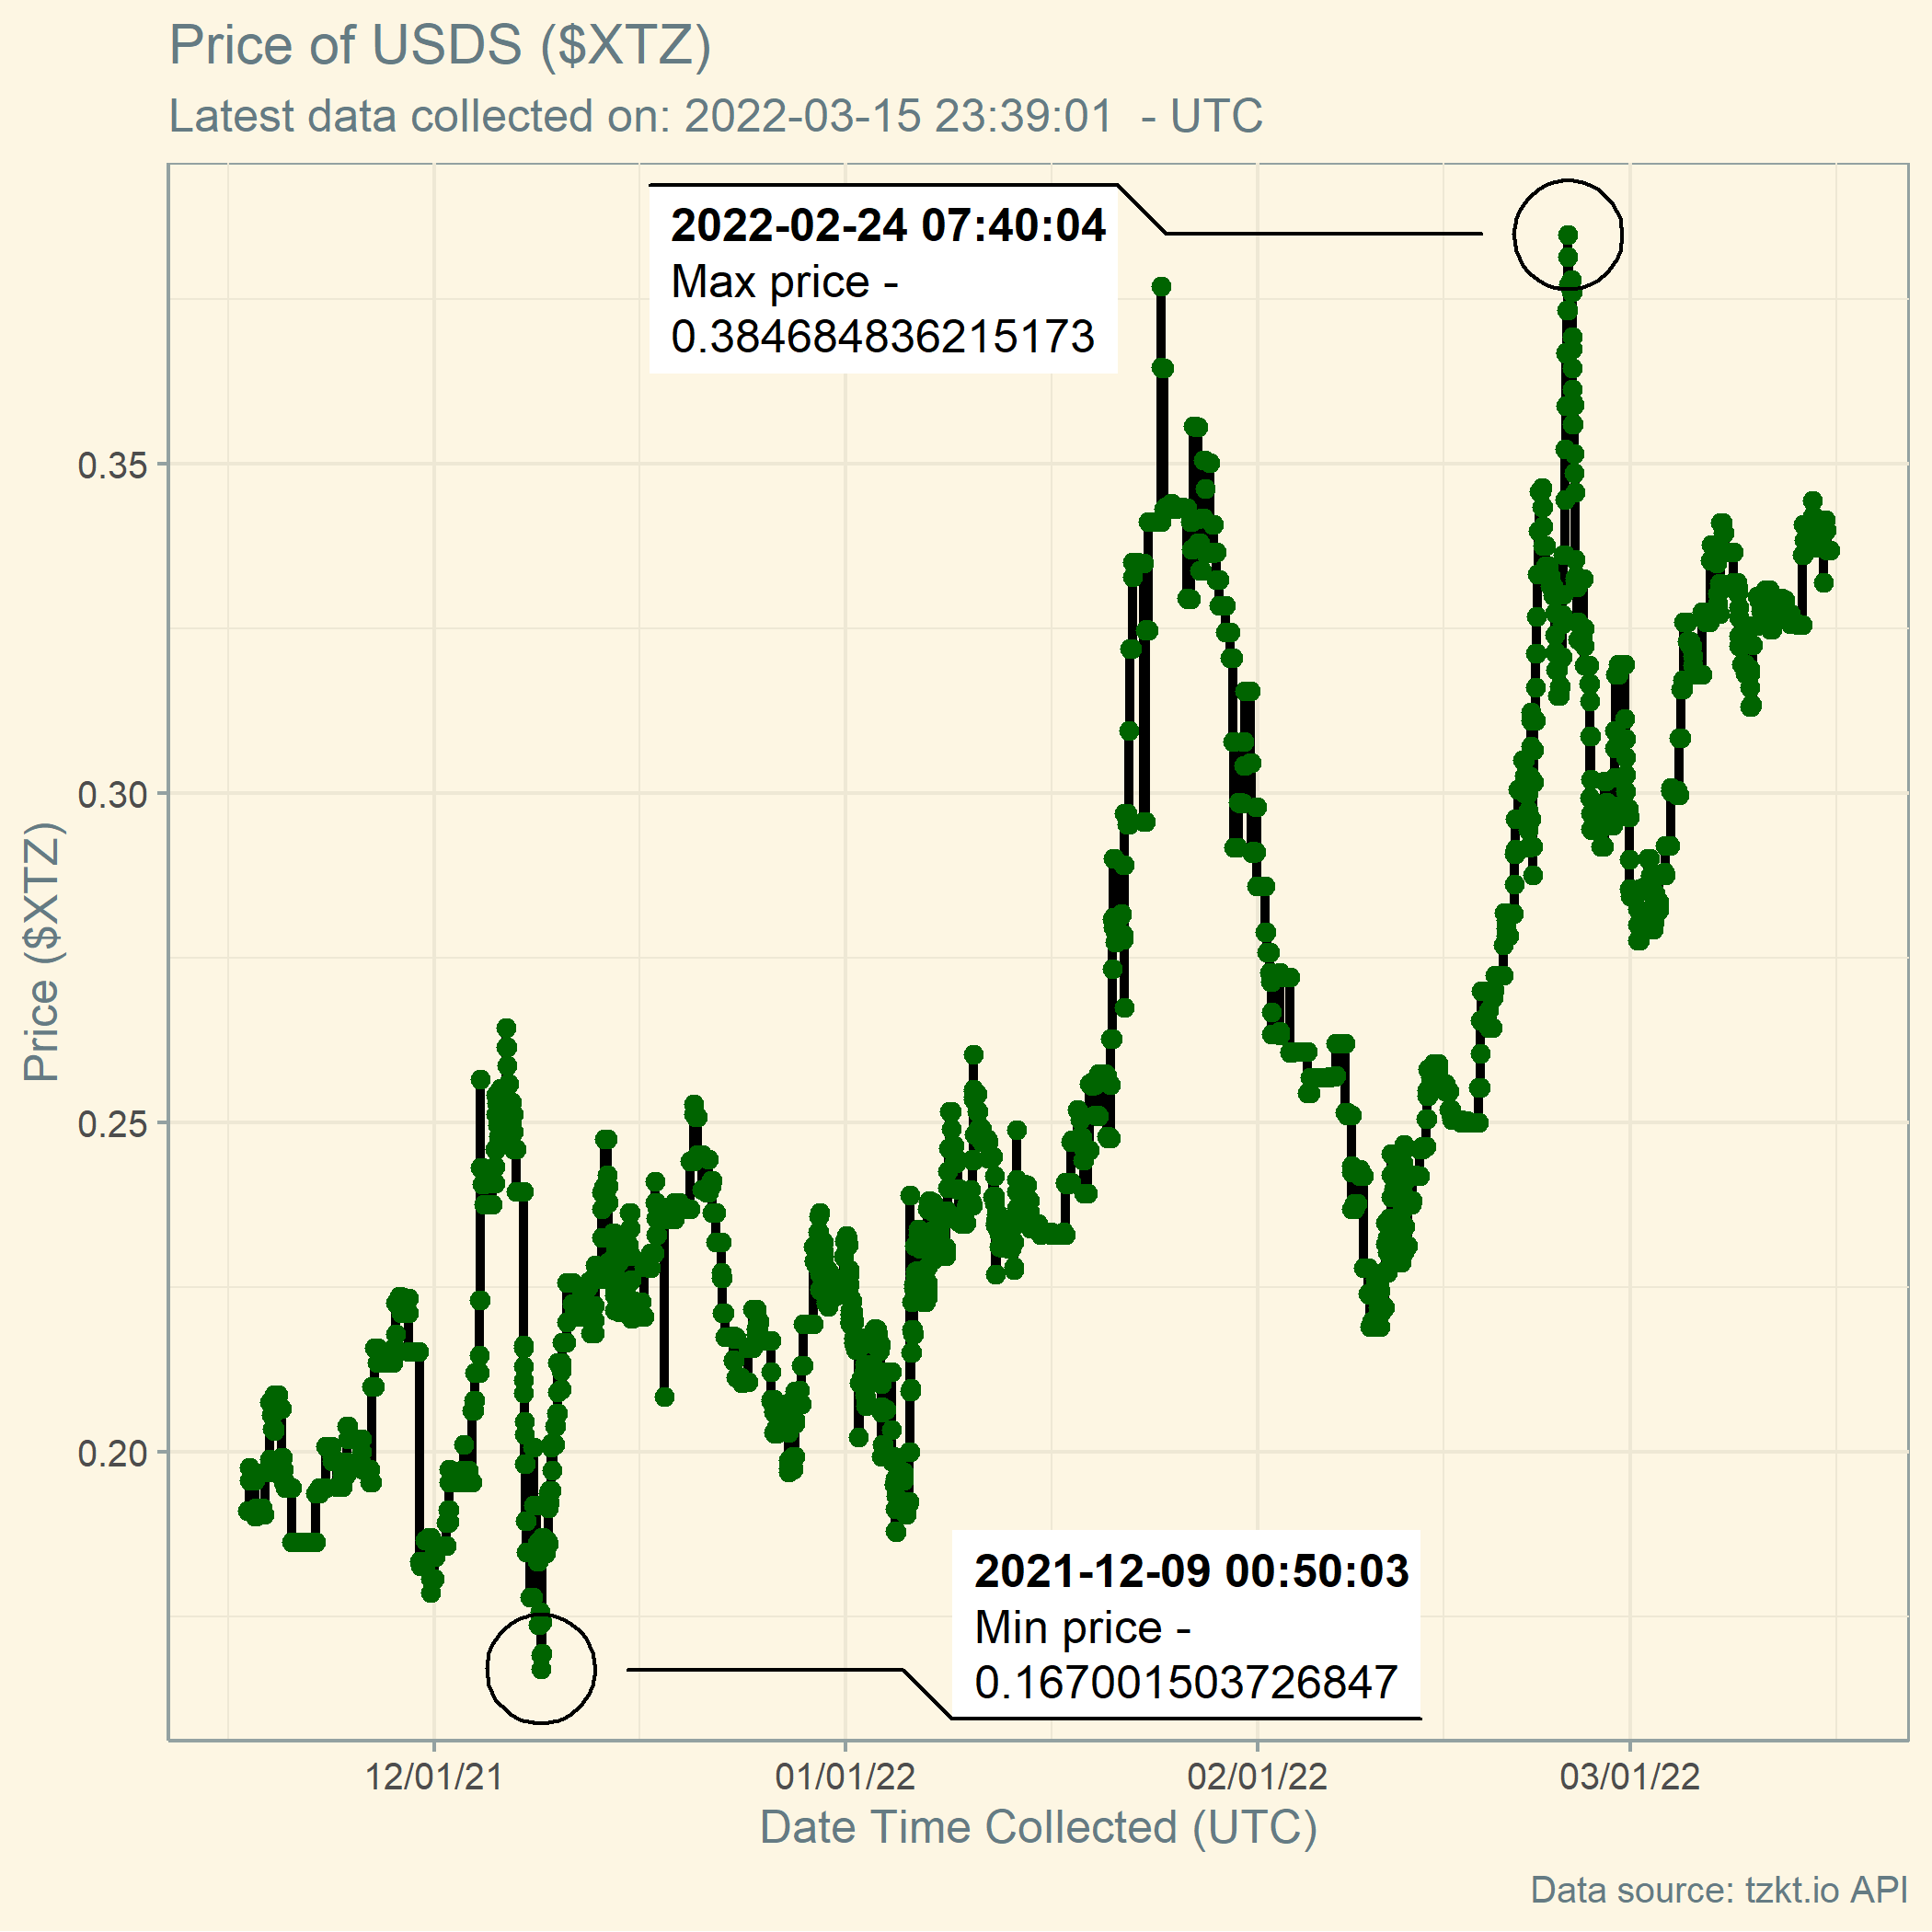 Price of USDS ($XTZ)
Latest data collected on: 2022-03-15 23:39:01  - UTC
2022-02-24 07:40:04
Max price -
0.384684836215173
0.35
0.30
0.25
0.20
Price ($XTZ)
2021-12-09 00:50:03
Min price -
0.167001503726847
12/01/21
01/01/22
02/01/22
03/01/22
Date Time Collected (UTC)
Data source: tzkt.io API